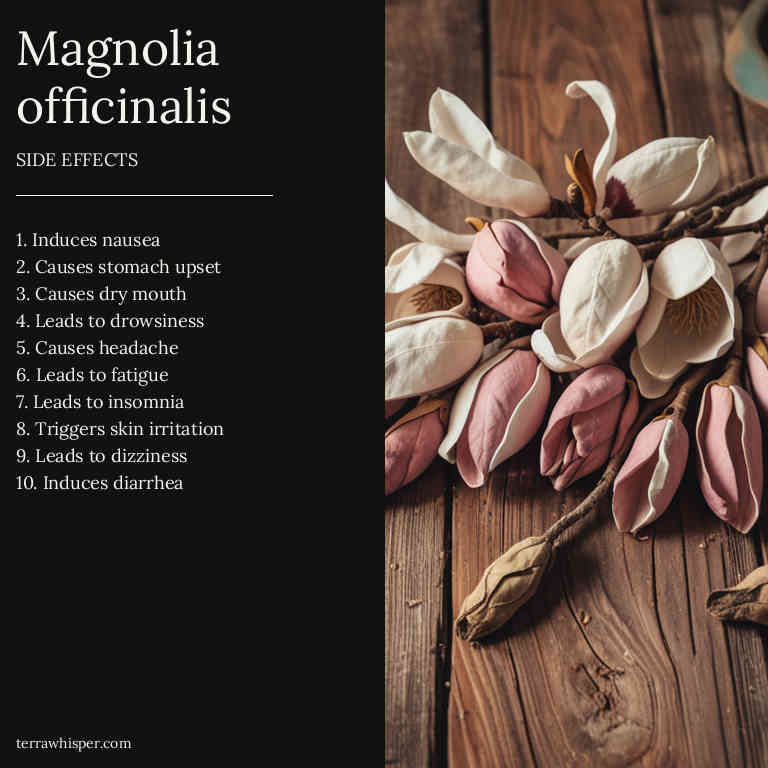 Magnolia
officinalis
SIDE EFFECTS
1. Induces nausea
2. Causes stomach upset
3. Causes dry mouth
4. Leads to drowsiness
5. Causes headache
6. Leads to fatigue
7. Leads to insomnia
8. Triggers skin irritation
9. Leads to dizziness
10. Induces diarrhea
terrawhisper.com